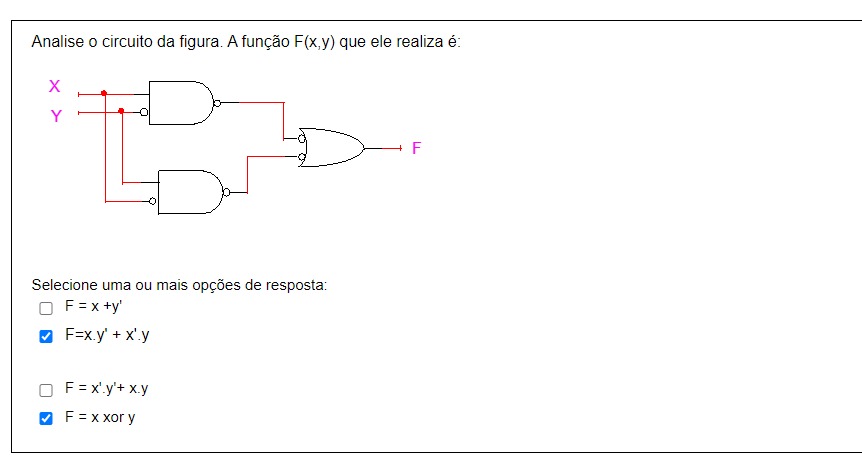 Analise o circuito da figura. A função F(x,y) que ele realiza é:
X
Y
F
Selecione uma ou mais opções de resposta:
F = x +y'
F=x.y' + x'.y
F = x'.y'+ x.y
F = x xor y